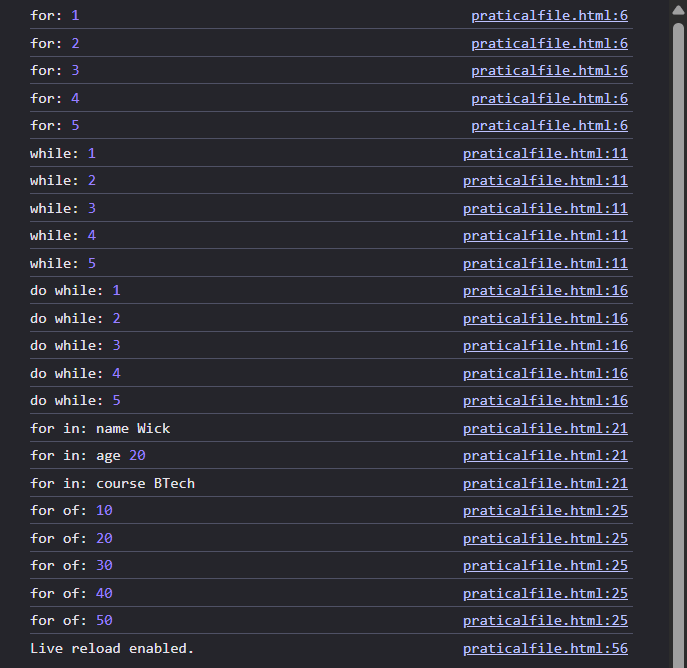 for: 1 praticalfile.html:6
for: 2 praticalfile.html:6
for: 3 praticalfile.html:6
for: 4 praticalfile.html:6
for: 5 praticalfile.html:6
while: 1 praticalfile.html:11
while: 2 praticalfile.html:11
while: 3 praticalfile.html:11
while: 4 praticalfile.html:11
while: 5 praticalfile.html:11
do while: 1 praticalfile.html:16
do while: 2 praticalfile.html:16
do while: 3 praticalfile.html:16
do while: 4 praticalfile.html:16
do while: 5 praticalfile.html:16
for in: name Wick praticalfile.html:21
for in: age 20 praticalfile.html:21
for in: course BTech praticalfile.html:21
for of: 10 praticalfile.html:25
for of: 20 praticalfile.html:25
for of: 30 praticalfile.html:25
for of: 40 praticalfile.html:25
for of: 50 praticalfile.html:25
Live reload enabled. praticalfile.html:56